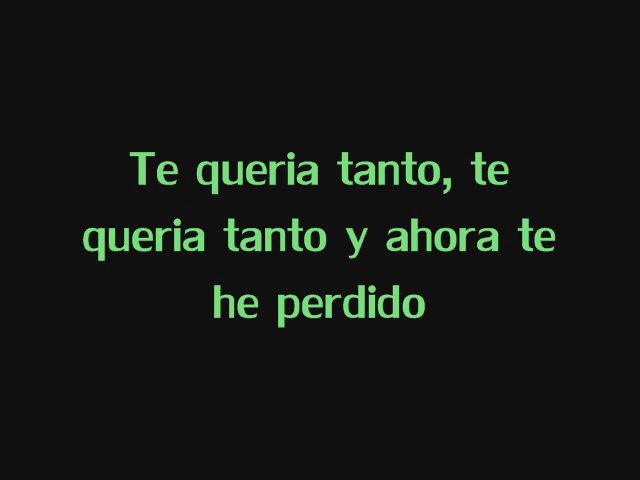 Te queria tanto, te
queria tanto y ahora te
he perdido